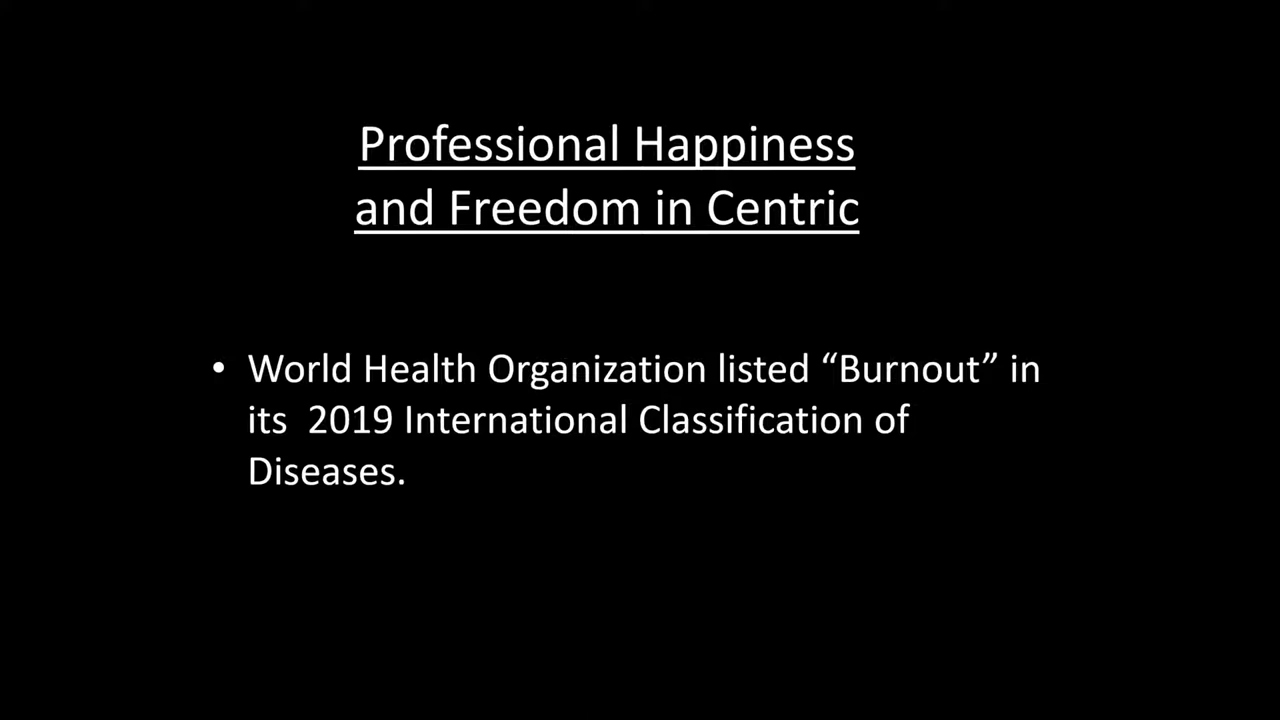 Professional Happiness
and Freedom in Centric
• World Health Organization listed “Burnout” in
its  2019 International Classification of
Diseases.